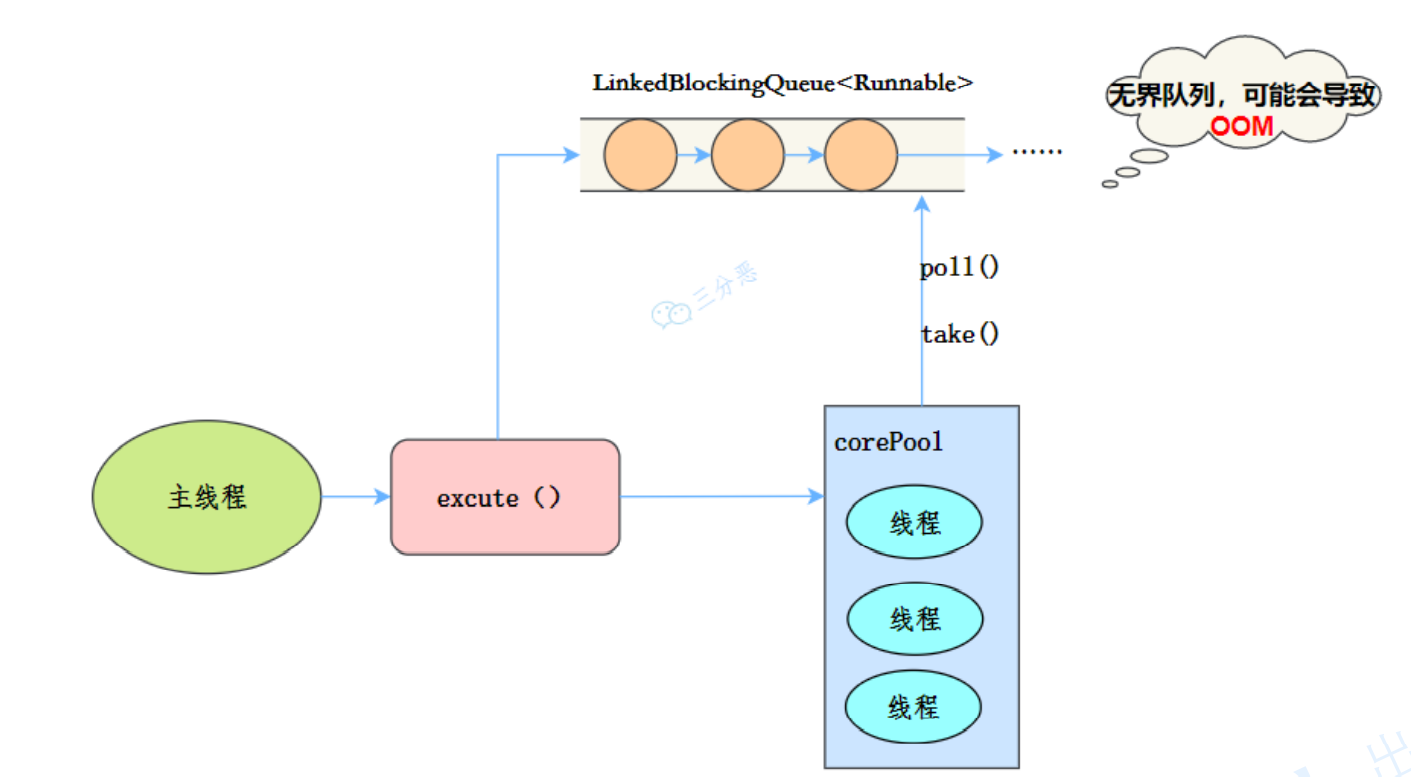 LinkedBlockingQueue<Runnable>
无界队列，可能会导致
OOM
......
poll()
三分恶
take()
corePool
主线程
excute（）
线程
线程
线程
出